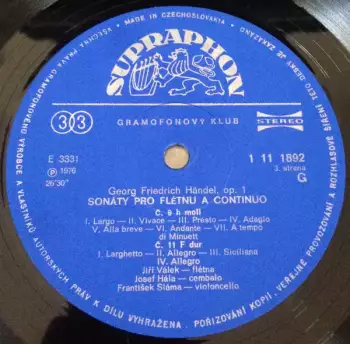 • MADE IN CZECHOSLOVAKIA •
VŠECHNA PRÁVA GRAMOFONOVÉHO VÝROBCE A VLASTNÍKŮ AUTORSKÝCH PRÁV K DÍLU VYHRAŽENA . POŘIZOVÁNÍ KOPIÍ, VEŘEJNÉ PROVOZOVÁNÍ A ROZHLASOVÉ ŠÍŘENÍ TÉTO DESKY JE ZAKÁZÁNO
SUPRAPHON
GRAMOFONOVÝ KLUB
33
STEREO
E 3331
℗ 1976
26'30"
1 11 1892
3. strana
G
Georg Friedrich Händel, op. 1
SONÁTY PRO FLÉTNU A CONTINUO
Č. 9 h moll
I. Largo — II. Vivace — III. Presto — IV. Adagio
V. Alla breve — VI. Andante — VII. A tempo
di Minuett
Č. 11 F dur
I. Larghetto — II. Allegro — III. Siciliana
IV. Allegro
Jiří Válek — flétna
Josef Hála — cembalo
František Sláma — violoncello